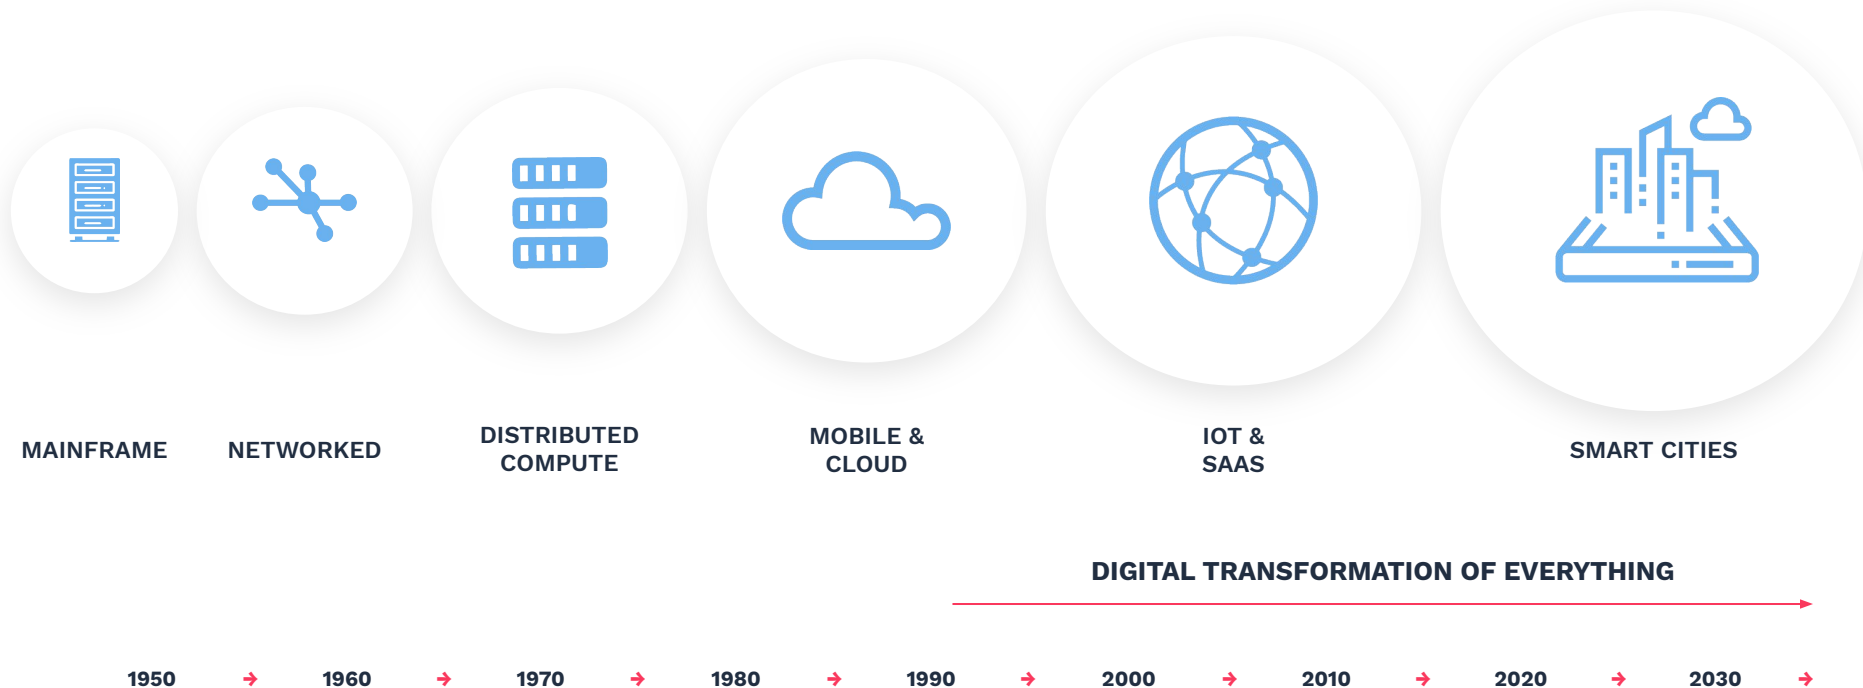 MAINFRAME
NETWORKED
DISTRIBUTED
COMPUTE
MOBILE &
CLOUD
IOT &
SAAS
SMART CITIES
DIGITAL TRANSFORMATION OF EVERYTHING
1950 → 1960 → 1970 → 1980 → 1990 → 2000 → 2010 → 2020 → 2030 →